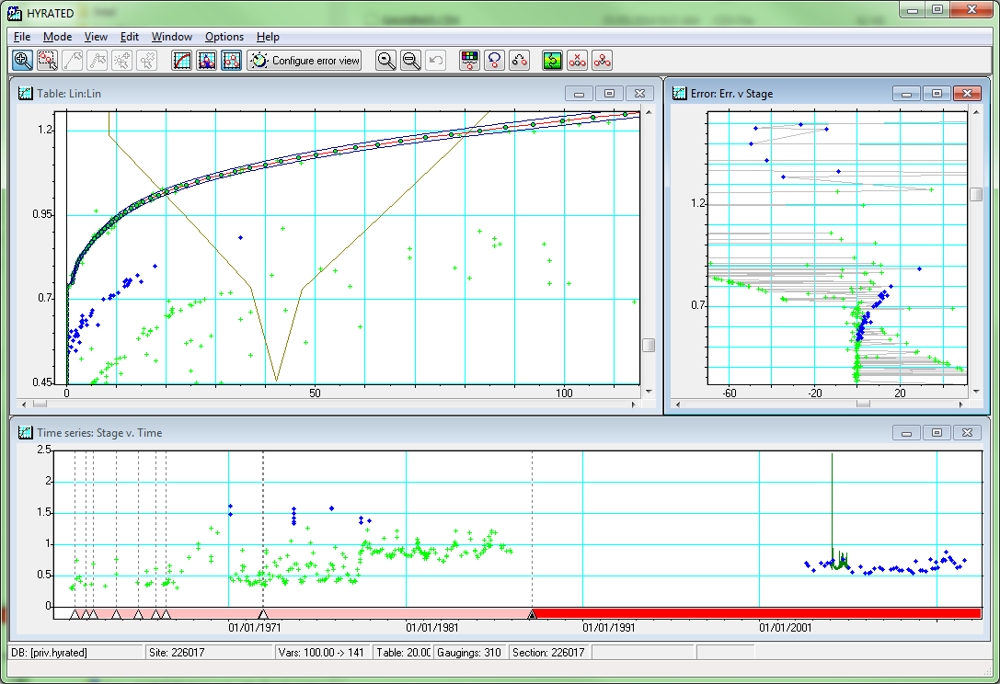 HYRATED
File Mode View Edit Window Options Help
Configure error view
Table: Lin:Lin
1.2
0.95
0.7
0.45
0 50 100
Error: Err. v Stage
1.2
0.7
-60 -20 20
Time series: Stage v. Time
2.5
2
1.5
1
0.5
0
01/01/1971 01/01/1981 01/01/1991 01/01/2001
DB: [priv.hyrated] Site: 226017 Vars: 100.00 -> 141 Table: 20.00 Gaugings: 310 Section: 226017